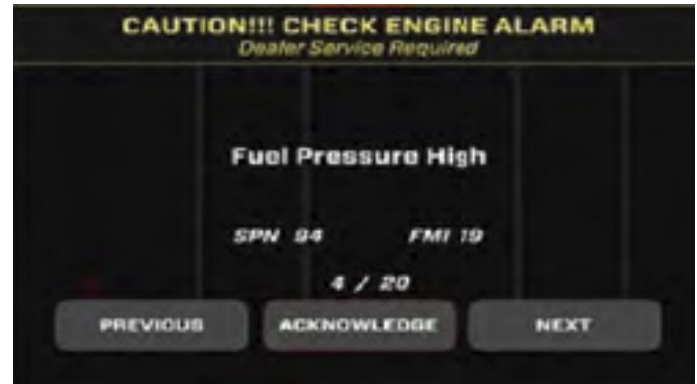 CAUTION!!! CHECK ENGINE ALARM
Dealer Service Required
Fuel Pressure High
SPN 94 FMI 19
4 / 20
PREVIOUS ACKNOWLEDGE NEXT